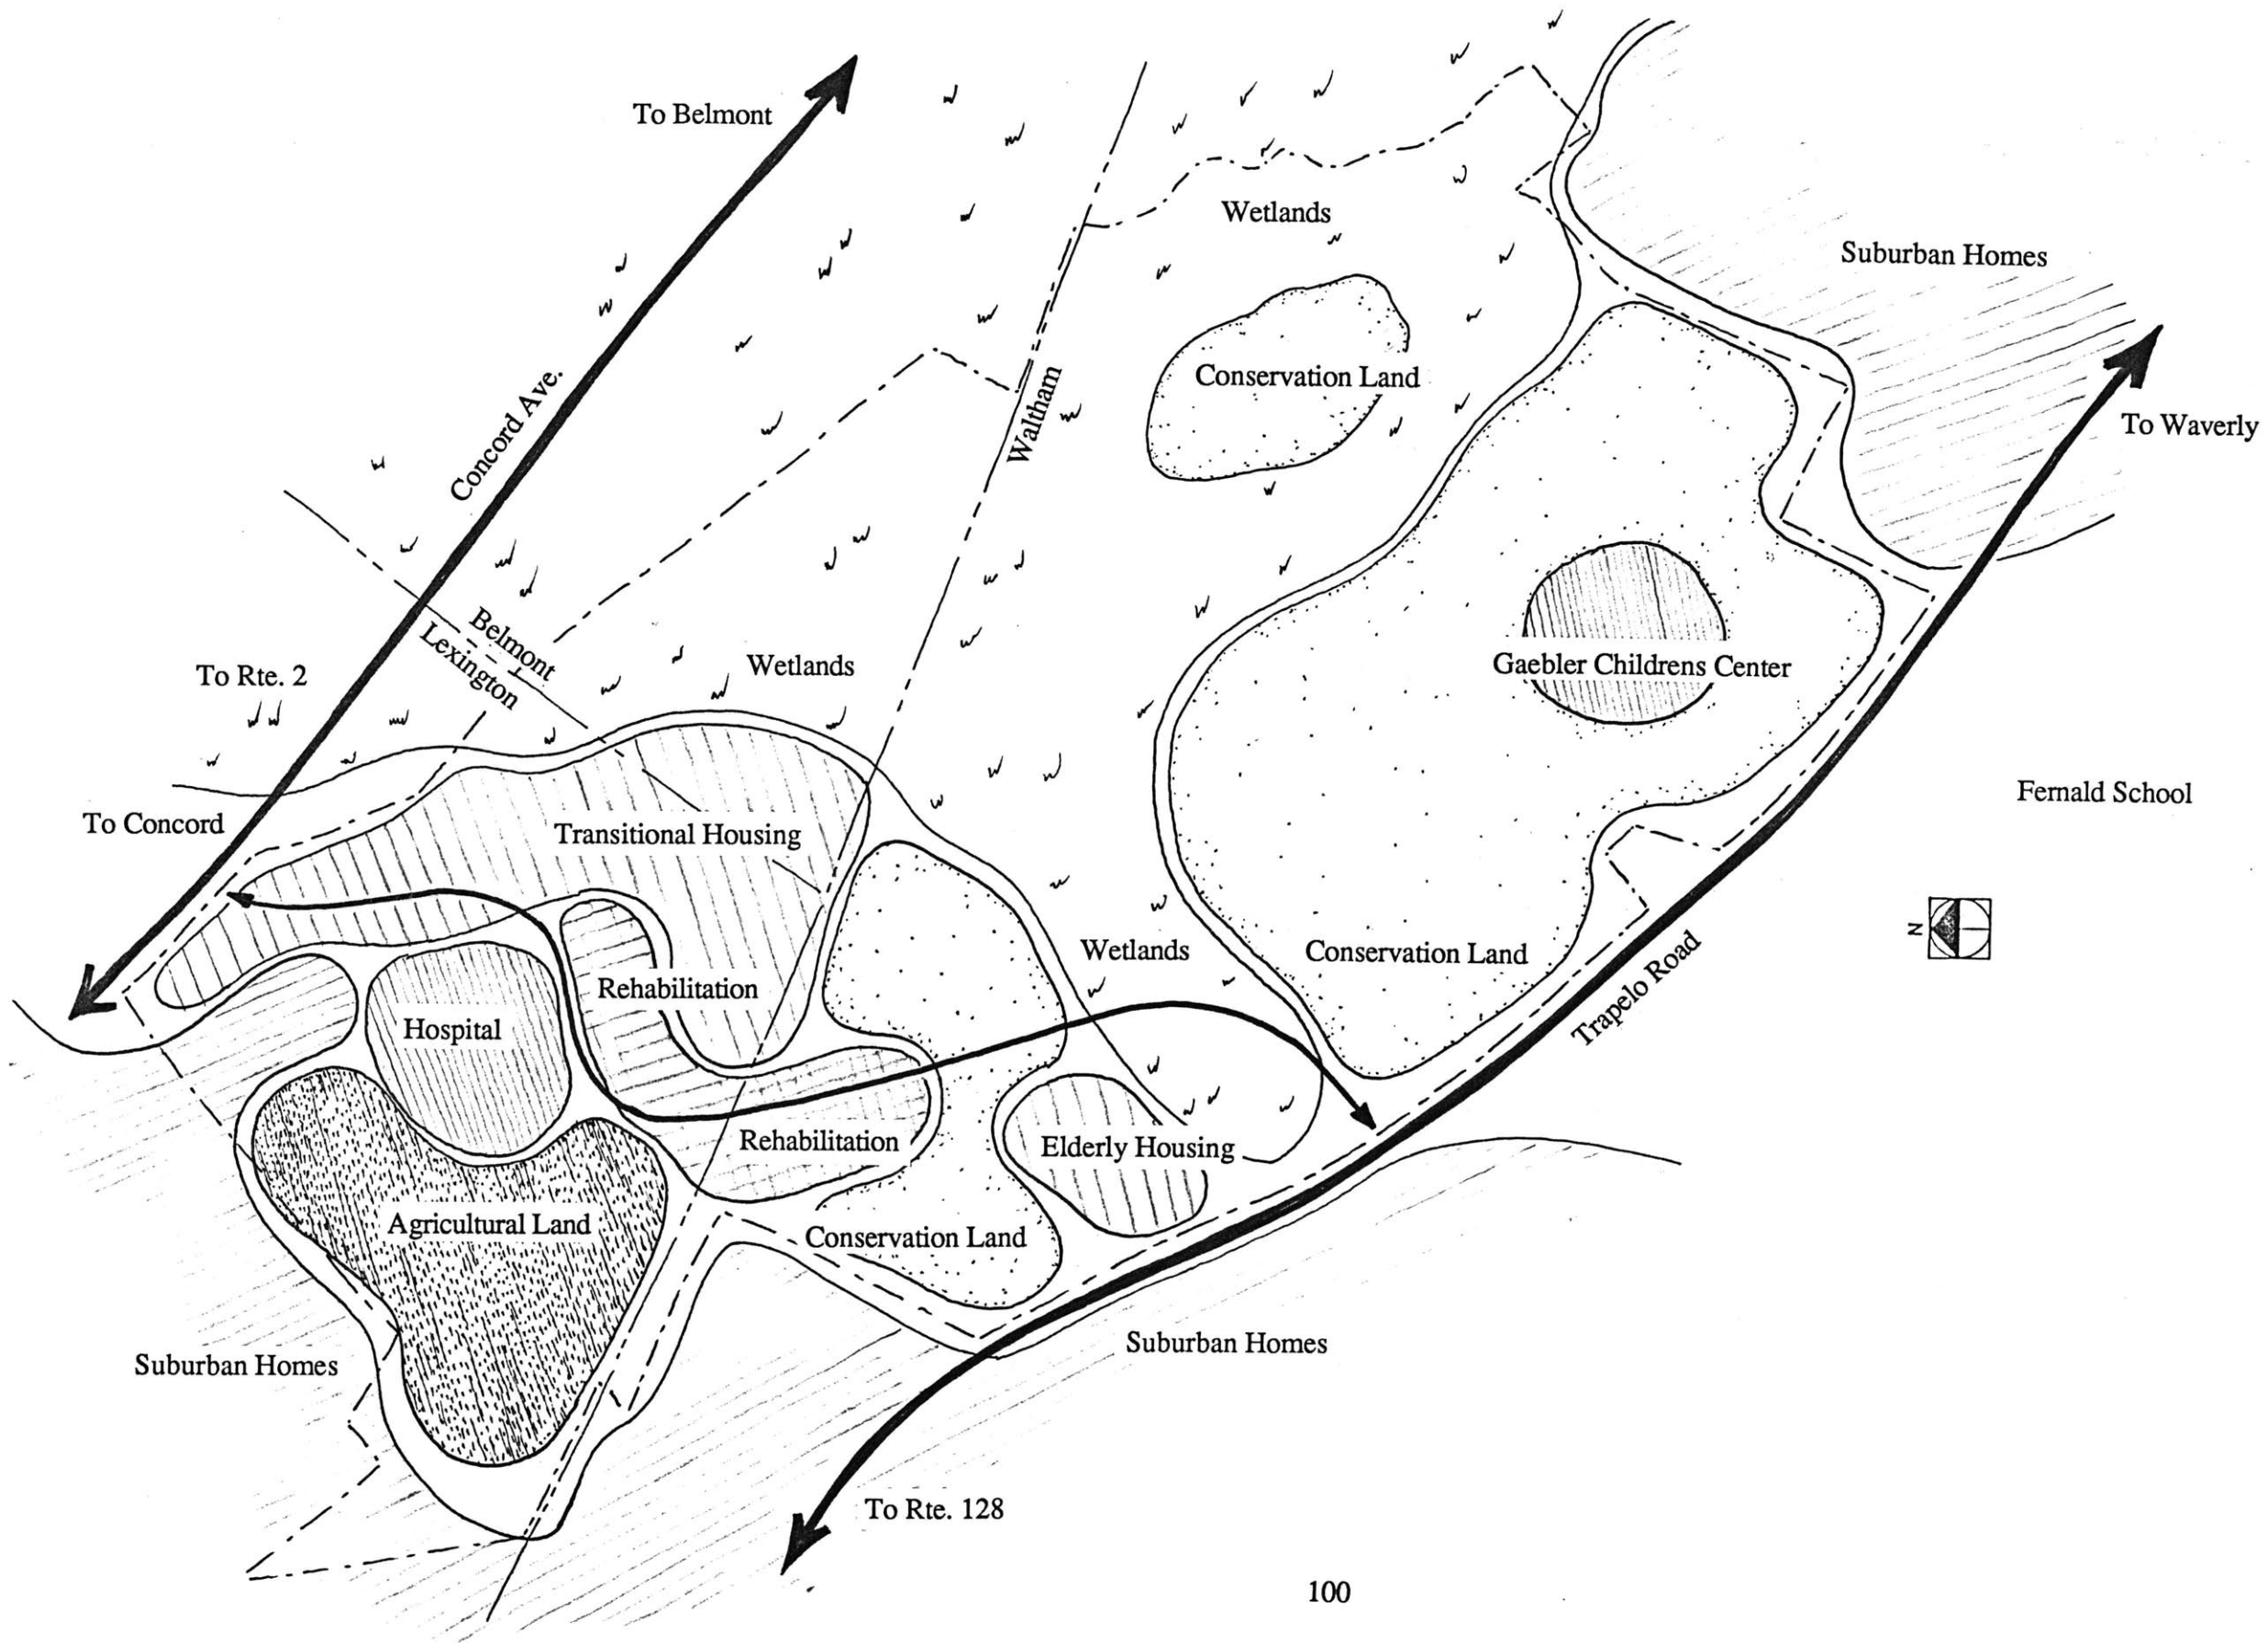 To Belmont
Wetlands
Suburban Homes
Conservation Land
Waltham
Concord Ave.
To Waverly
Belmont
Lexington
To Rte. 2
Wetlands
Gaebler Childrens Center
Fernald School
To Concord
Transitional Housing
N
Wetlands
Conservation Land
Trapelo Road
Rehabilitation
Hospital
Rehabilitation
Elderly Housing
Agricultural Land
Conservation Land
Suburban Homes
Suburban Homes
To Rte. 128
100